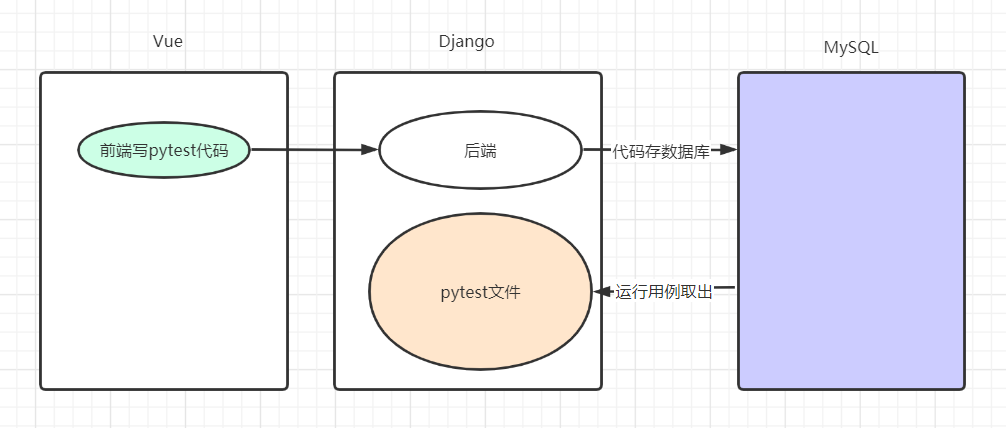 Vue
Django
MySQL
前端写pytest代码
后端
代码存数据库
pytest文件
运行用例取出